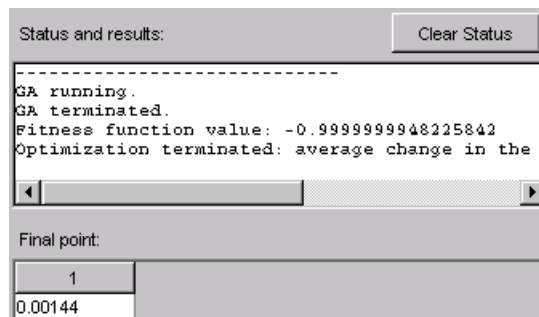 Status and results:
Clear Status
------------------------------
GA running.
GA terminated.
Fitness function value: -0.9999999948225842
Optimization terminated: average change in the
Final point:
1
0.00144